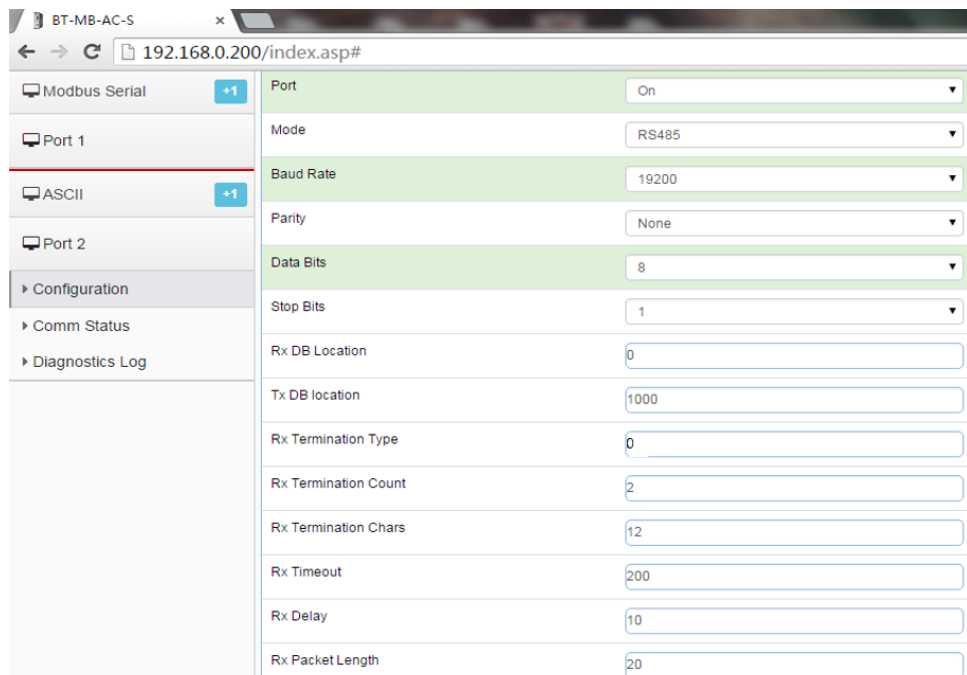 BT-MB-AC-S ×
192.168.0.200/index.asp#
Modbus Serial +1
Port 1
ASCII +1
Port 2
Configuration
Comm Status
Diagnostics Log
Port On
Mode RS485
Baud Rate 19200
Parity None
Data Bits 8
Stop Bits 1
Rx DB Location 0
Tx DB location 1000
Rx Termination Type 0
Rx Termination Count 2
Rx Termination Chars 12
Rx Timeout 200
Rx Delay 10
Rx Packet Length 20